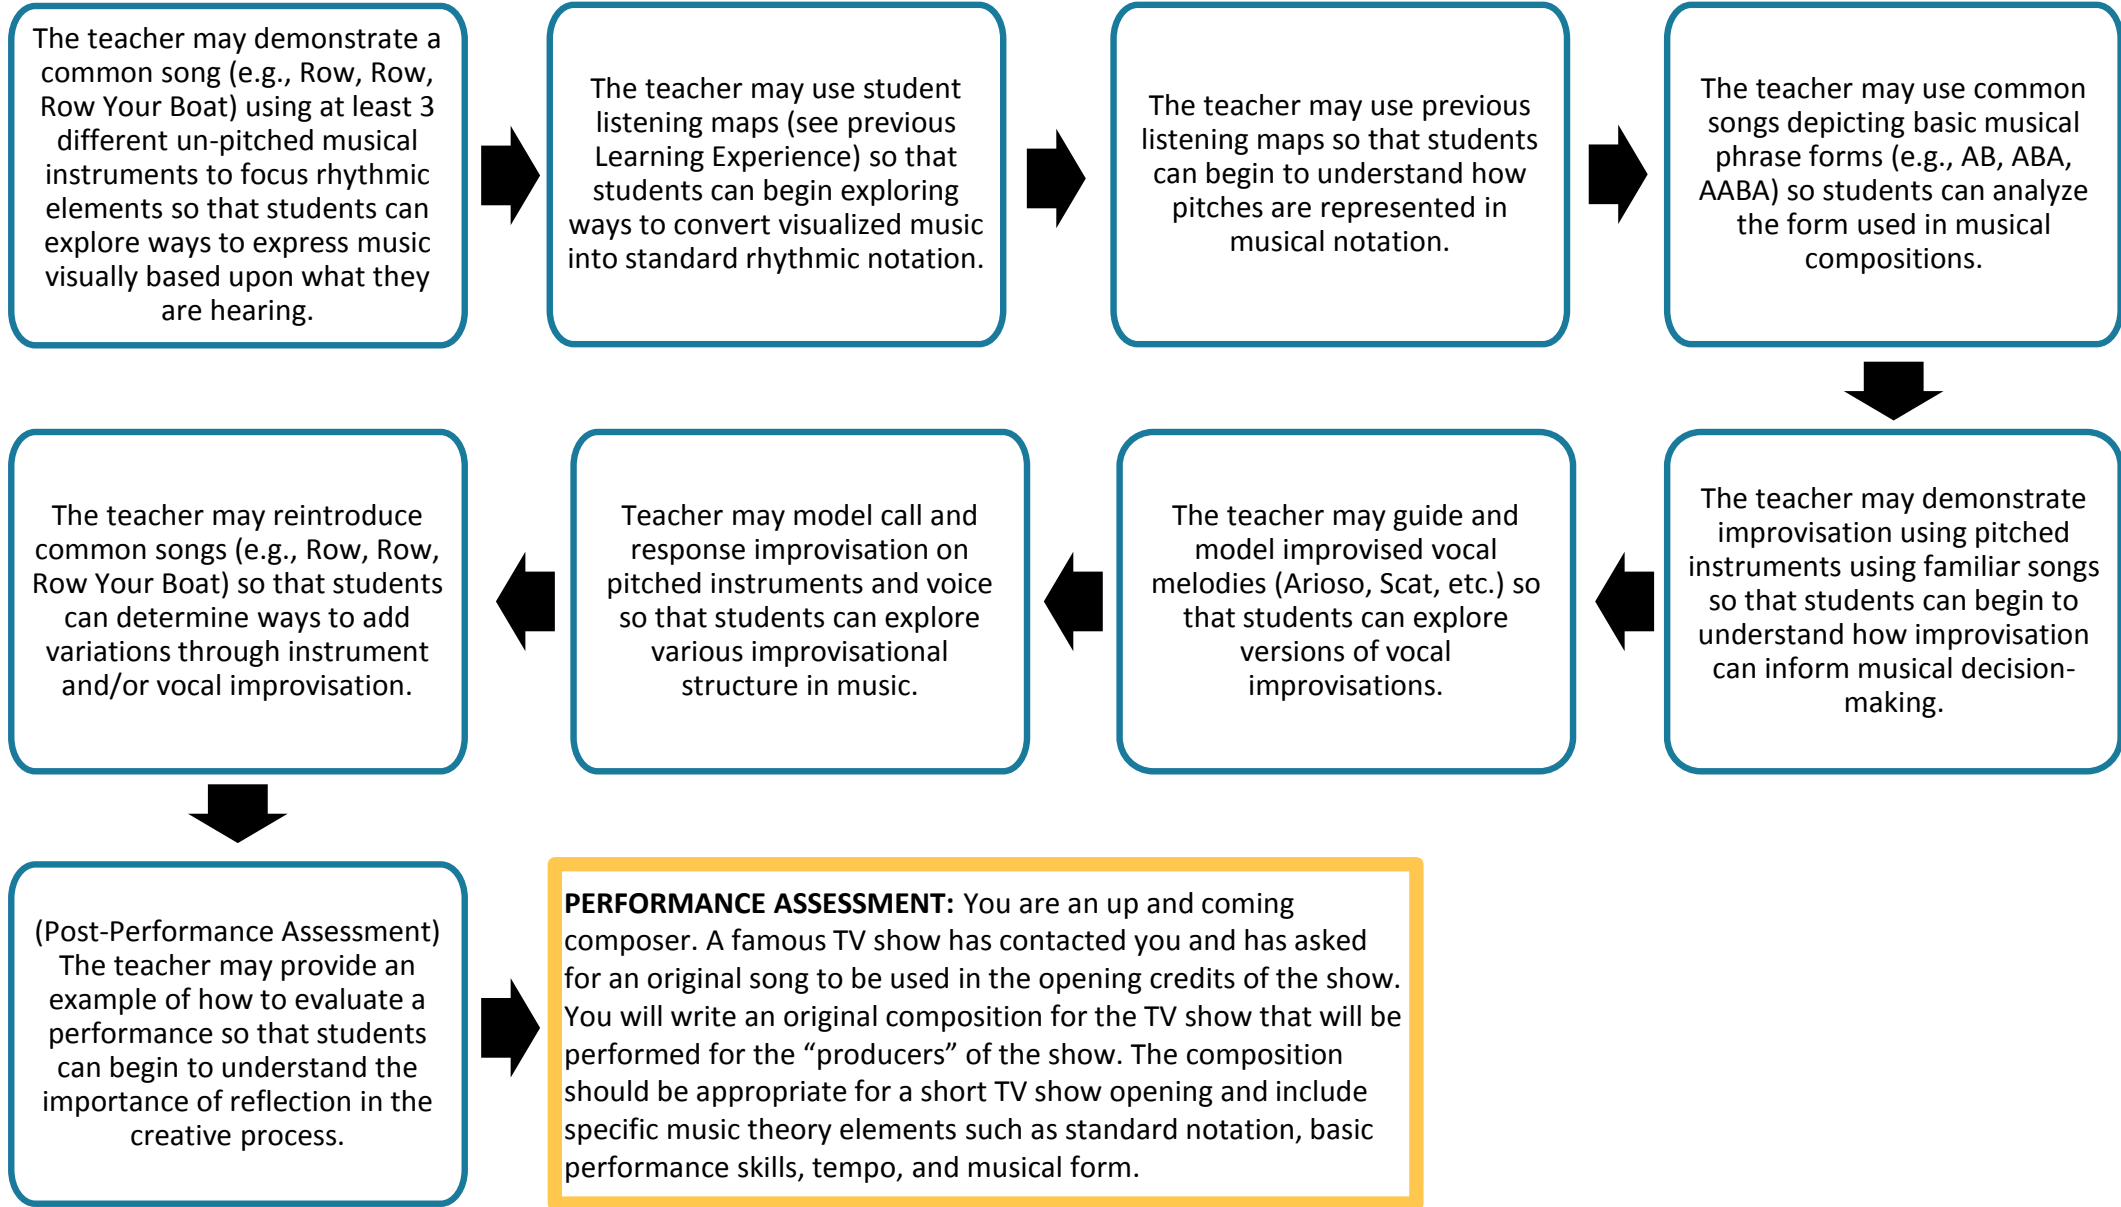 The teacher may demonstrate a
common song (e.g., Row, Row,
Row Your Boat) using at least 3
different un-pitched musical
instruments to focus rhythmic
elements so that students can
explore ways to express music
visually based upon what they
are hearing.
The teacher may use student
listening maps (see previous
Learning Experience) so that
students can begin exploring
ways to convert visualized music
into standard rhythmic notation.
The teacher may use previous
listening maps so that students
can begin to understand how
pitches are represented in
musical notation.
The teacher may use common
songs depicting basic musical
phrase forms (e.g., AB, ABA,
AABA) so students can analyze
the form used in musical
compositions.
The teacher may demonstrate
improvisation using pitched
instruments using familiar songs
so that students can begin to
understand how improvisation
can inform musical decision-
making.
The teacher may guide and
model improvised vocal
melodies (Arioso, Scat, etc.) so
that students can explore
versions of vocal
improvisations.
Teacher may model call and
response improvisation on
pitched instruments and voice
so that students can explore
various improvisational
structure in music.
The teacher may reintroduce
common songs (e.g., Row, Row,
Row Your Boat) so that students
can determine ways to add
variations through instrument
and/or vocal improvisation.
(Post-Performance Assessment)
The teacher may provide an
example of how to evaluate a
performance so that students
can begin to understand the
importance of reflection in the
creative process.
PERFORMANCE ASSESSMENT: You are an up and coming
composer. A famous TV show has contacted you and has asked
for an original song to be used in the opening credits of the show.
You will write an original composition for the TV show that will be
performed for the “producers” of the show. The composition
should be appropriate for a short TV show opening and include
specific music theory elements such as standard notation, basic
performance skills, tempo, and musical form.